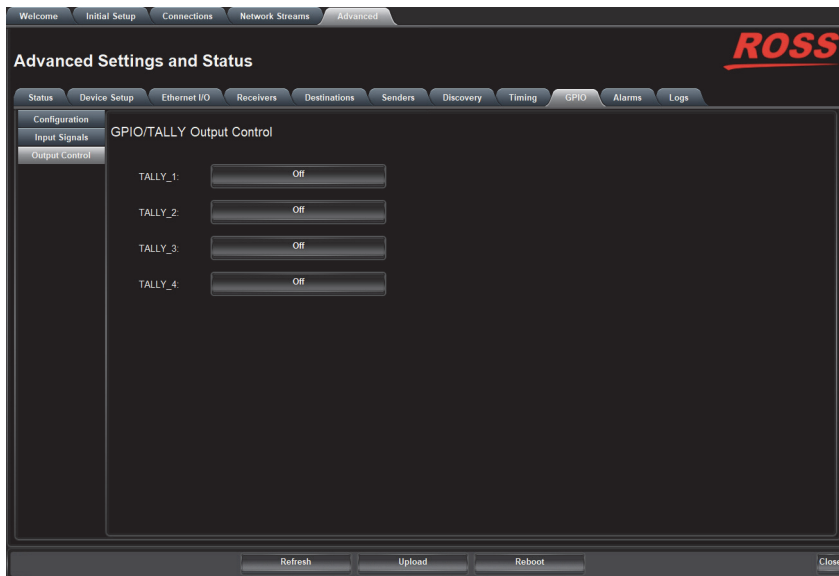 Welcome Initial Setup Connections Network Streams Advanced
ROSS
Advanced Settings and Status
Status Device Setup Ethernet I/O Receivers Destinations Senders Discovery Timing GPIO Alarms Logs
Configuration
Input Signals
Output Control
GPIO/TALLY Output Control
TALLY_1: Off
TALLY_2: Off
TALLY_3: Off
TALLY_4: Off
Refresh Upload Reboot Close